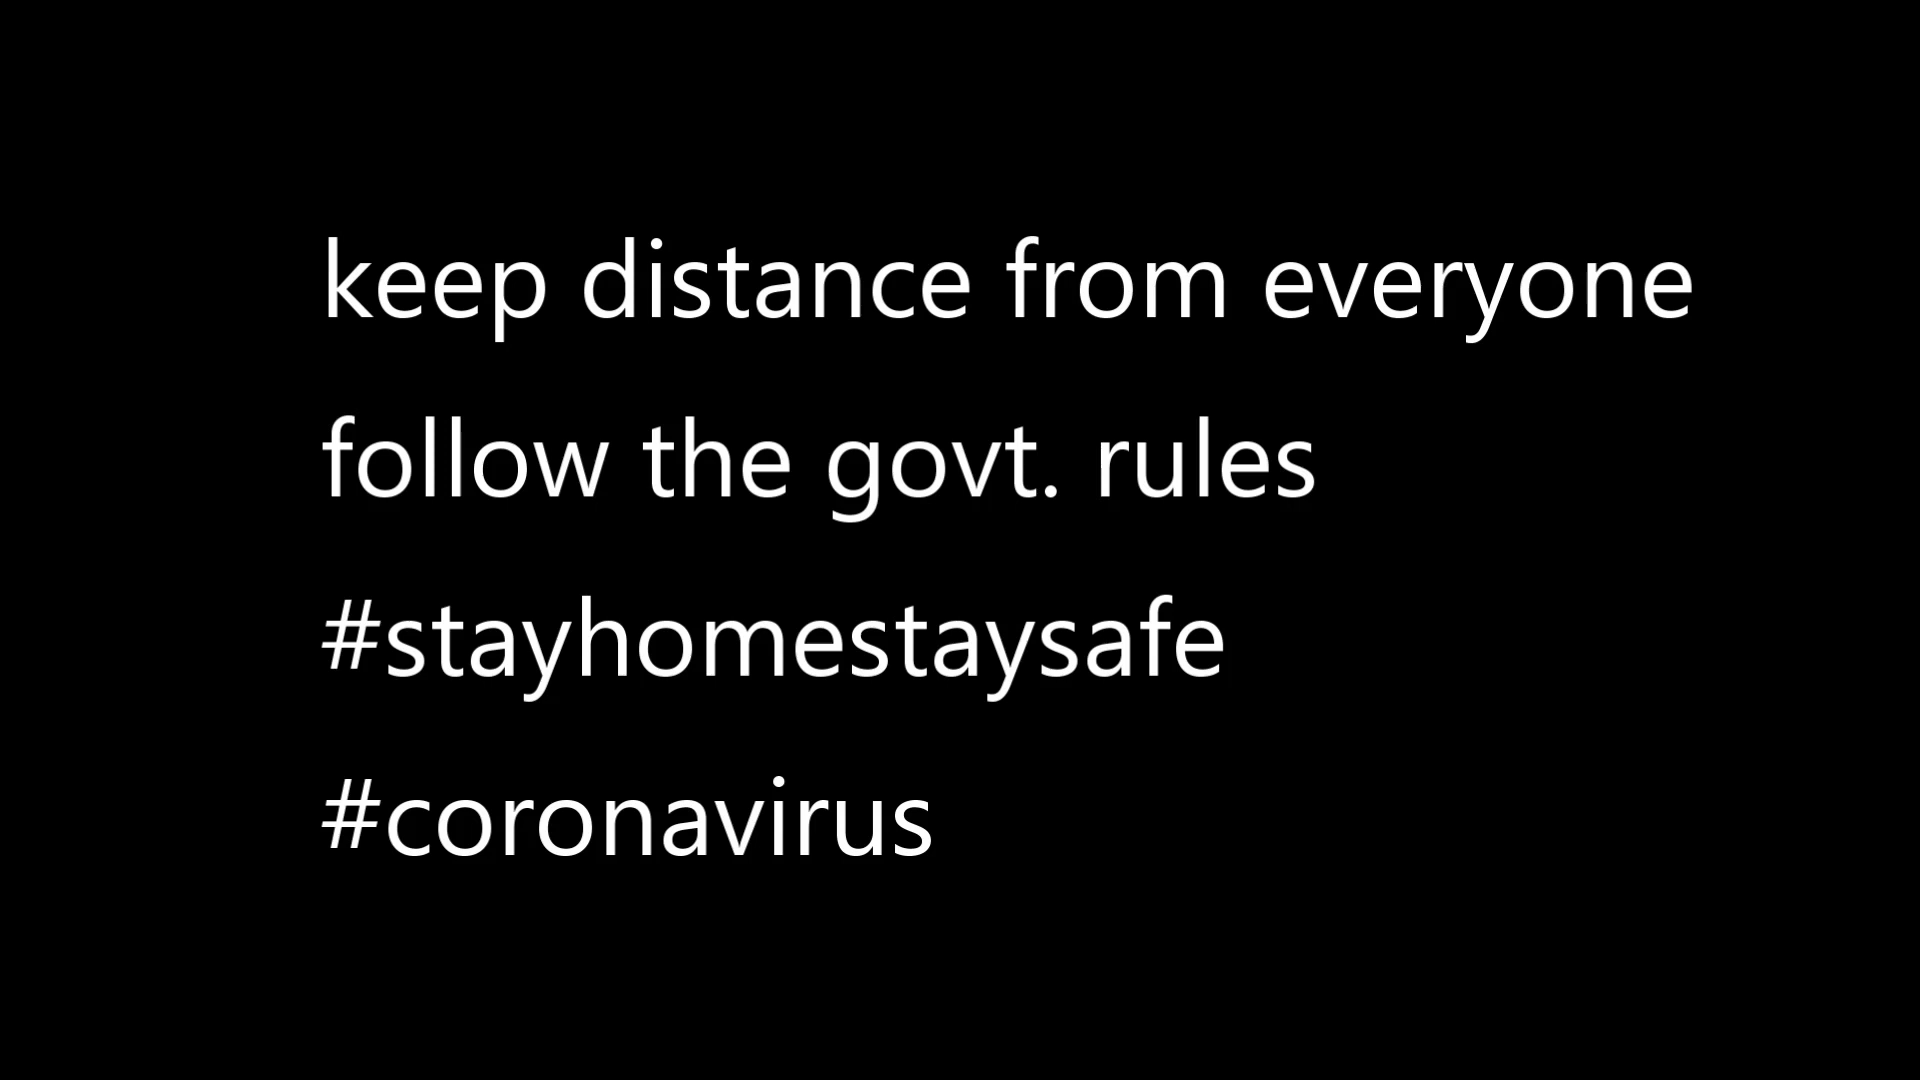 keep distance from everyone
follow the govt. rules
#stayhomestaysafe
#coronavirus